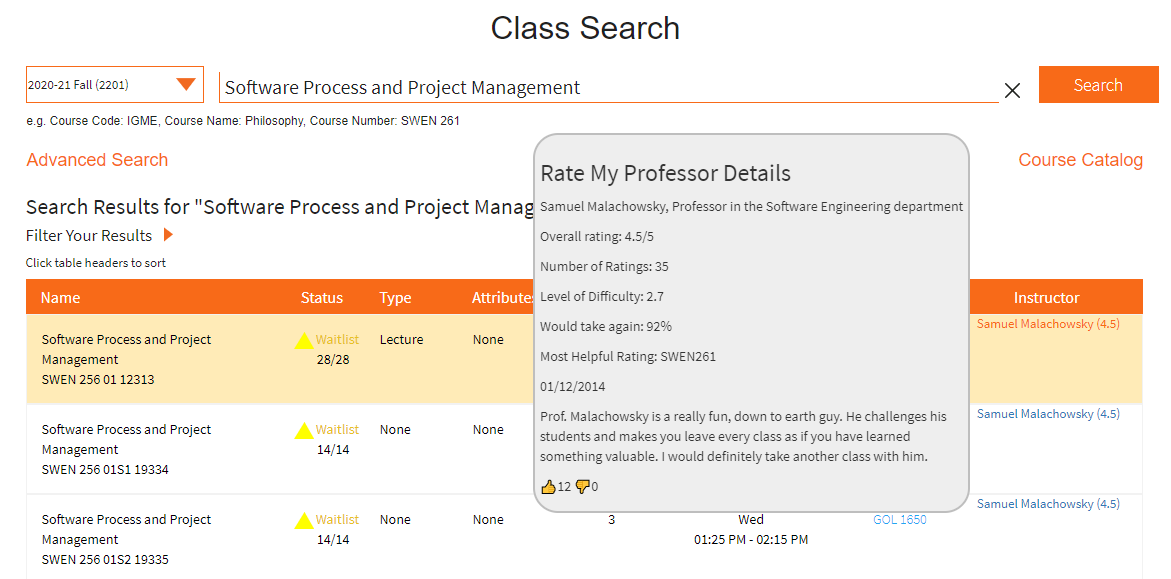 Class Search
2020-21 Fall (2201)
Software Process and Project Management
Search
e.g. Course Code: IGME, Course Name: Philosophy, Course Number: SWEN 261
Advanced Search
Course Catalog
Search Results for "Software Process and Project Manag
Filter Your Results
Click table headers to sort
Name Status Type Attributes Instructor
Software Process and Project
Management
SWEN 256 01 12313
Waitlist
28/28
Lecture
None
Samuel Malachowsky (4.5)
Software Process and Project
Management
SWEN 256 01S1 19334
Waitlist
14/14
None
None
Samuel Malachowsky (4.5)
Software Process and Project
Management
SWEN 256 01S2 19335
Waitlist
14/14
None
None
3
Wed
01:25 PM - 02:15 PM
GOL 1650
Samuel Malachowsky (4.5)
Rate My Professor Details
Samuel Malachowsky, Professor in the Software Engineering department
Overall rating: 4.5/5
Number of Ratings: 35
Level of Difficulty: 2.7
Would take again: 92%
Most Helpful Rating: SWEN261
01/12/2014
Prof. Malachowsky is a really fun, down to earth guy. He challenges his
students and makes you leave every class as if you have learned
something valuable. I would definitely take another class with him.
👍12 👎0